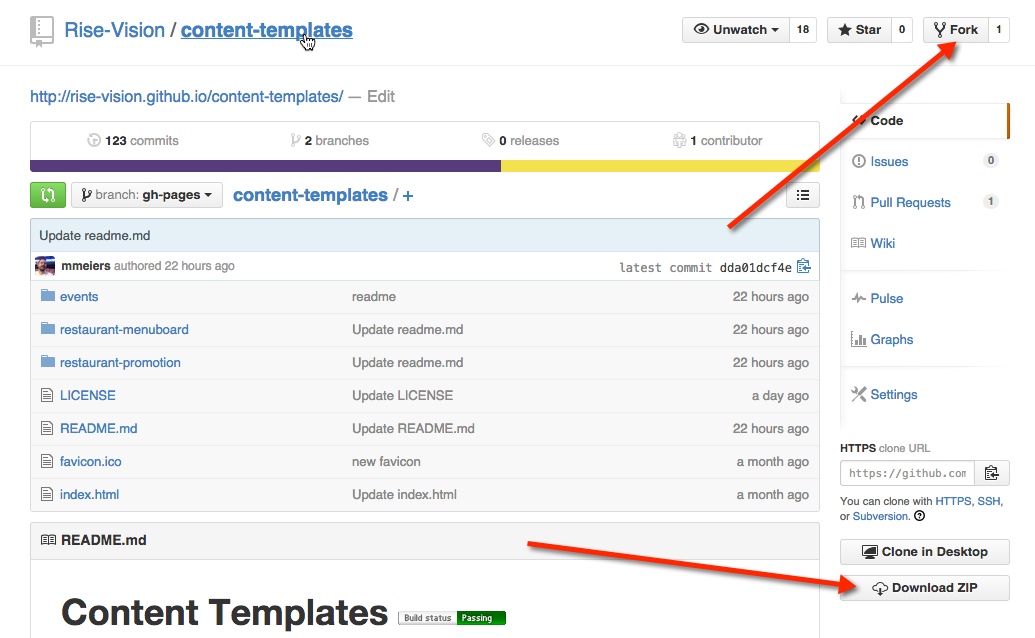 Rise-Vision / content-templates
Unwatch 18
Star 0
Fork 1
http://rise-vision.github.io/content-templates/ — Edit
123 commits
2 branches
0 releases
1 contributor
branch: gh-pages
content-templates / +
Update readme.md
mmeiers authored 22 hours ago
latest commit dda01dcf4e
events readme 22 hours ago
restaurant-menuboard Update readme.md 22 hours ago
restaurant-promotion Update readme.md 22 hours ago
LICENSE Update LICENSE a day ago
README.md Update README.md 22 hours ago
favicon.ico new favicon a month ago
index.html Update index.html a month ago
README.md
Content Templates
Build status Passing
Code
Issues 0
Pull Requests 1
Wiki
Pulse
Graphs
Settings
HTTPS clone URL
https://github.com
You can clone with HTTPS, SSH,
or Subversion.
Clone in Desktop
Download ZIP